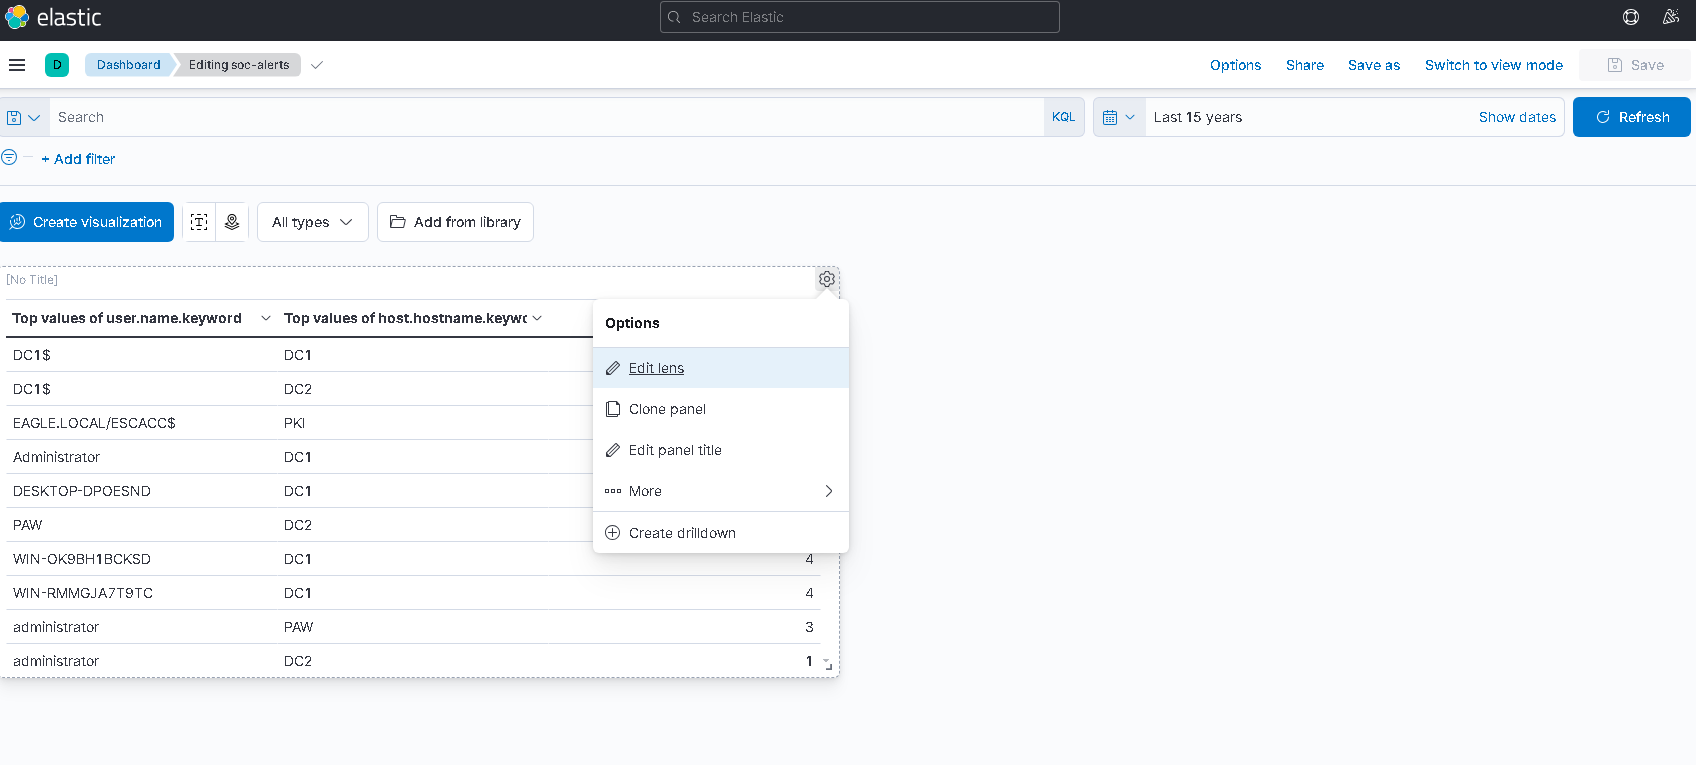 elastic
Search Elastic
D
Dashboard
Editing soc-alerts
Options
Share
Save as
Switch to view mode
Save
Search
KQL
Last 15 years
Show dates
Refresh
+ Add filter
Create visualization
All types
Add from library
[No Title]
Top values of user.name.keyword
Top values of host.hostname.keywo
DC1$ DC1
DC1$ DC2
EAGLE.LOCAL/ESCACC$ PKI
Administrator DC1
DESKTOP-DPOESND DC1
PAW DC2
WIN-OK9BH1BCKSD DC1 4
WIN-RMMGJA7T9TC DC1 4
administrator PAW 3
administrator DC2 1
Options
Edit lens
Clone panel
Edit panel title
More
Create drilldown